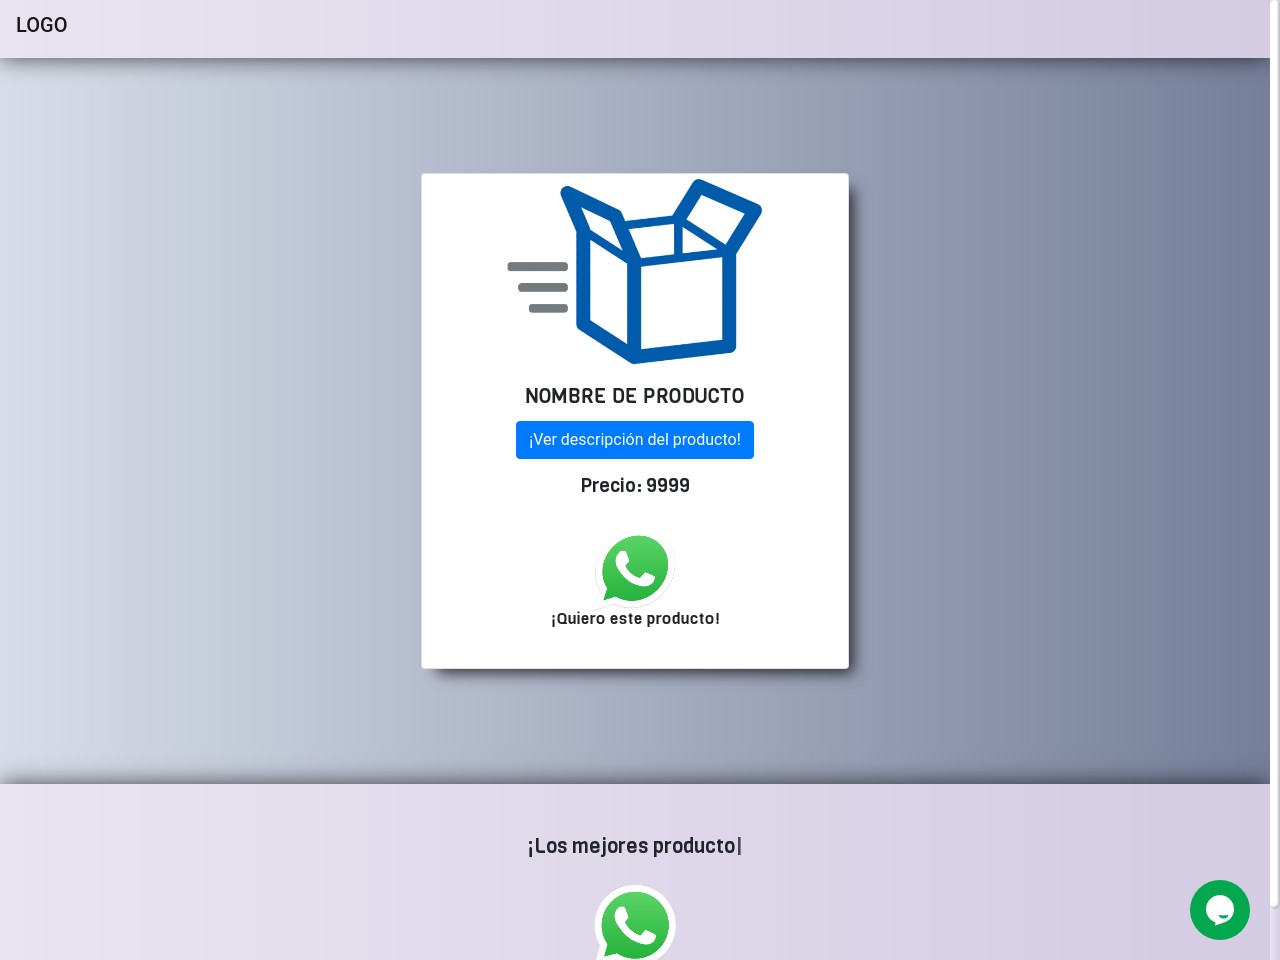 LOGO
NOMBRE DE PRODUCTO
¡Ver descripción del producto!
Precio: 9999
¡Quiero este producto!
¡Los mejores producto|